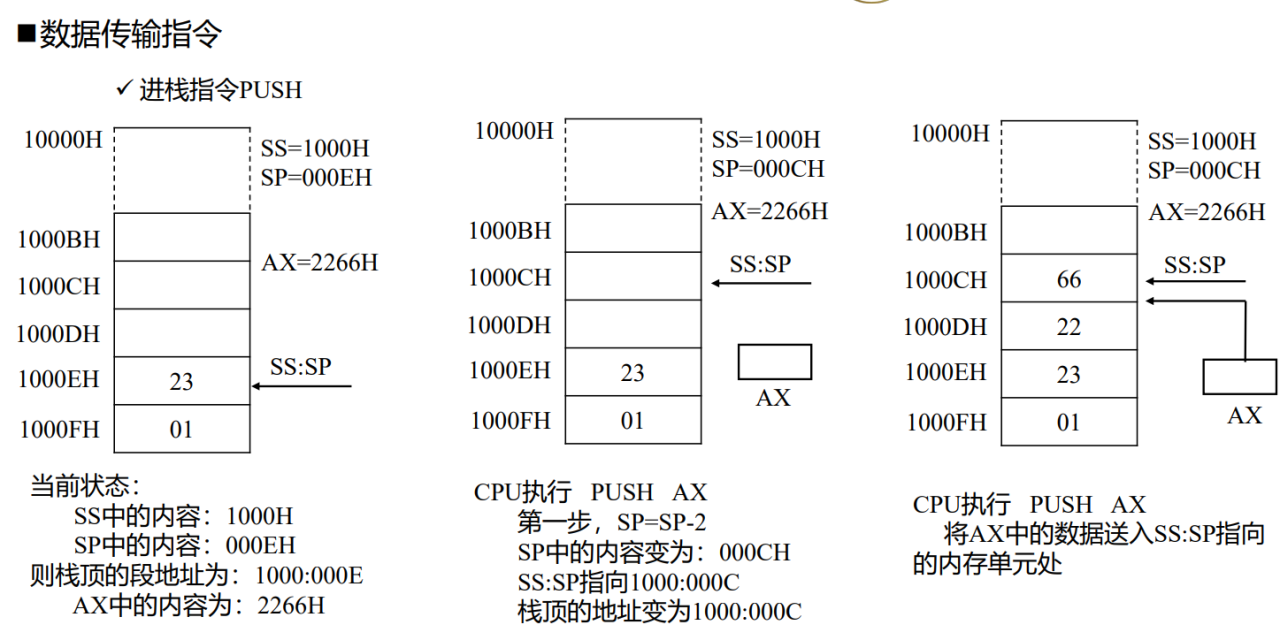 ■数据传输指令
✓ 进栈指令PUSH
10000H
SS=1000H
SP=000EH
1000BH
AX=2266H
1000CH
1000DH
1000EH 23 SS:SP
1000FH 01
当前状态：
SS中的内容：1000H
SP中的内容：000EH
则栈顶的段地址为：1000:000E
AX中的内容为：2266H
10000H
SS=1000H
SP=000CH
AX=2266H
1000BH
1000CH SS:SP
1000DH
1000EH 23
AX
1000FH 01
CPU执行 PUSH AX
第一步，SP=SP-2
SP中的内容变为：000CH
SS:SP指向1000:000C
栈顶的地址变为1000:000C
10000H
SS=1000H
SP=000CH
AX=2266H
1000BH
1000CH 66 SS:SP
1000DH 22
1000EH 23
AX
1000FH 01
CPU执行 PUSH AX
将AX中的数据送入SS:SP指向
的内存单元处